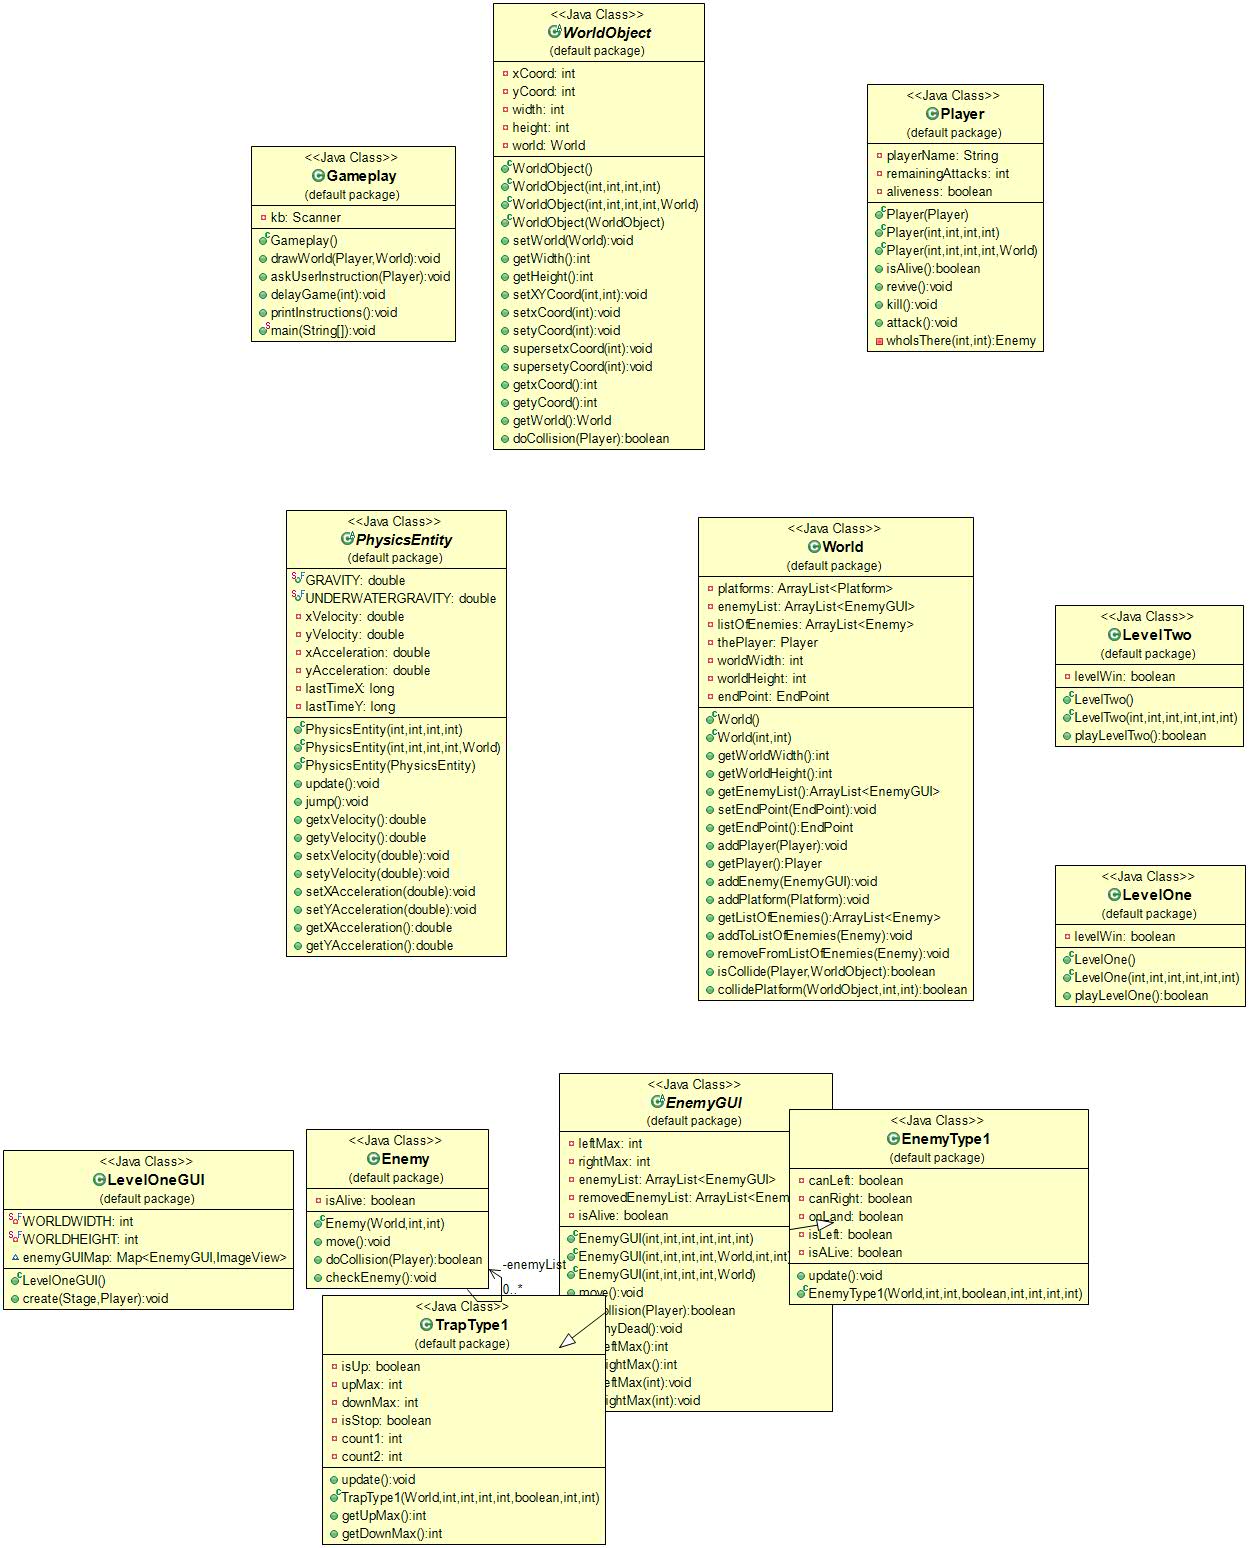 <<Java Class>>
WorldObject
(default package)
xCoord: int
yCoord: int
width: int
height: int
world: World
WorldObject()
WorldObject(int,int,int,int)
WorldObject(int,int,int,int,World)
WorldObject(WorldObject)
setWorld(World):void
getWidth():int
getHeight():int
setXYCoord(int,int):void
setxCoord(int):void
setyCoord(int):void
supersetxCoord(int):void
supersetyCoord(int):void
getxCoord():int
getyCoord():int
getWorld():World
doCollision(Player):boolean
<<Java Class>>
Player
(default package)
playerName: String
remainingAttacks: int
aliveness: boolean
Player(Player)
Player(int,int,int,int)
Player(int,int,int,int,World)
isAlive():boolean
revive():void
kill():void
attack():void
whoIsThere(int,int):Enemy
<<Java Class>>
Gameplay
(default package)
kb: Scanner
Gameplay()
drawWorld(Player,World):void
askUserInstruction(Player):void
delayGame(int):void
printInstructions():void
main(String[]):void
<<Java Class>>
PhysicsEntity
(default package)
GRAVITY: double
UNDERWATERGRAVITY: double
xVelocity: double
yVelocity: double
xAcceleration: double
yAcceleration: double
lastTimeX: long
lastTimeY: long
PhysicsEntity(int,int,int,int)
PhysicsEntity(int,int,int,int,World)
PhysicsEntity(PhysicsEntity)
update():void
jump():void
getxVelocity():double
getyVelocity():double
setxVelocity(double):void
setyVelocity(double):void
setXAcceleration(double):void
setYAcceleration(double):void
getXAcceleration():double
getYAcceleration():double
<<Java Class>>
World
(default package)
platforms: ArrayList<Platform>
enemyList: ArrayList<EnemyGUI>
listOfEnemies: ArrayList<Enemy>
thePlayer: Player
worldWidth: int
worldHeight: int
endPoint: EndPoint
World()
World(int,int)
getWorldWidth():int
getWorldHeight():int
getEnemyList():ArrayList<EnemyGUI>
setEndPoint(EndPoint):void
getEndPoint():EndPoint
addPlayer(Player):void
getPlayer():Player
addEnemy(EnemyGUI):void
addPlatform(Platform):void
getListOfEnemies():ArrayList<Enemy>
addToListOfEnemies(Enemy):void
removeFromListOfEnemies(Enemy):void
isCollide(Player,WorldObject):boolean
collidePlatform(WorldObject,int,int):boolean
<<Java Class>>
LevelTwo
(default package)
levelWin: boolean
LevelTwo()
LevelTwo(int,int,int,int,int,int)
playLevelTwo():boolean
<<Java Class>>
LevelOne
(default package)
levelWin: boolean
LevelOne()
LevelOne(int,int,int,int,int,int)
playLevelOne():boolean
<<Java Class>>
LevelOneGUI
(default package)
WORLDWIDTH: int
WORLDHEIGHT: int
enemyGUIMap: Map<EnemyGUI,ImageView>
LevelOneGUI()
create(Stage,Player):void
<<Java Class>>
Enemy
(default package)
isAlive: boolean
Enemy(World,int,int)
move():void
doCollision(Player):boolean
checkEnemy():void
-enemyList
0..*
<<Java Class>>
EnemyGUI
(default package)
leftMax: int
rightMax: int
enemyList: ArrayList<EnemyGUI>
removedEnemyList: ArrayList<Enem
isAlive: boolean
EnemyGUI(int,int,int,int,int,int)
EnemyGUI(int,int,int,int,World,int,int)
EnemyGUI(int,int,int,int,World)
move():void
ollision(Player):boolean
nyDead():void
eftMax():int
ightMax():int
eftMax(int):void
ightMax(int):void
<<Java Class>>
EnemyType1
(default package)
canLeft: boolean
canRight: boolean
onLand: boolean
isLeft: boolean
isALive: boolean
update():void
EnemyType1(World,int,int,boolean,int,int,int,int)
<<Java Class>>
TrapType1
(default package)
isUp: boolean
upMax: int
downMax: int
isStop: boolean
count1: int
count2: int
update():void
TrapType1(World,int,int,int,int,boolean,int,int)
getUpMax():int
getDownMax():int